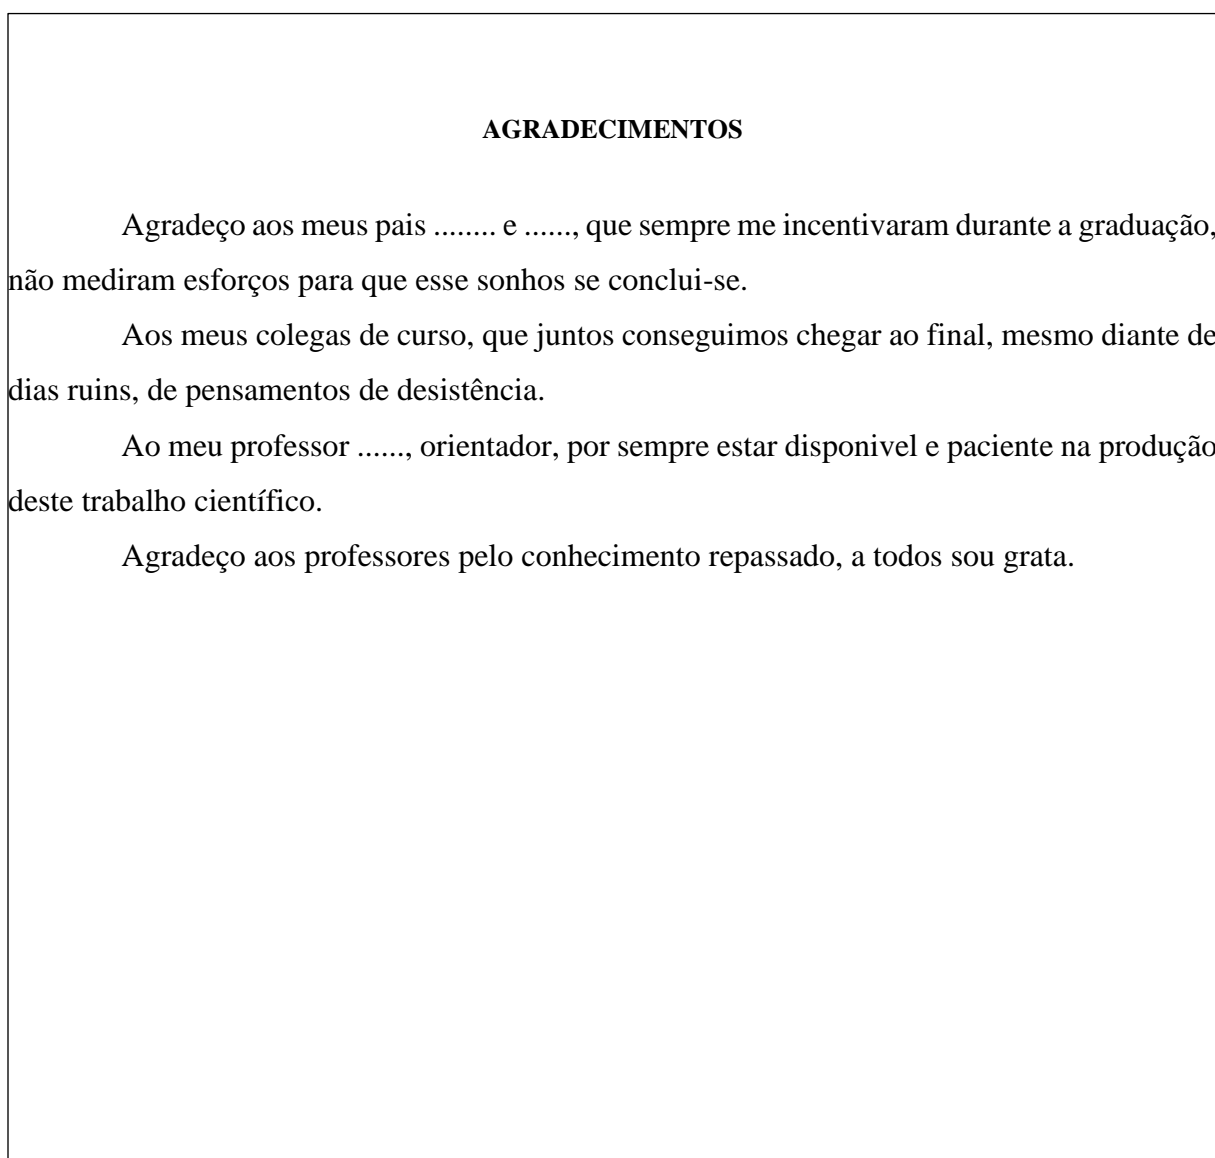 AGRADECIMENTOS
Agradeço aos meus pais ........ e ......, que sempre me incentivaram durante a graduação,
não mediram esforços para que esse sonhos se conclui-se.
Aos meus colegas de curso, que juntos conseguimos chegar ao final, mesmo diante de
dias ruins, de pensamentos de desistência.
Ao meu professor ......, orientador, por sempre estar disponivel e paciente na produção
deste trabalho científico.
Agradeço aos professores pelo conhecimento repassado, a todos sou grata.